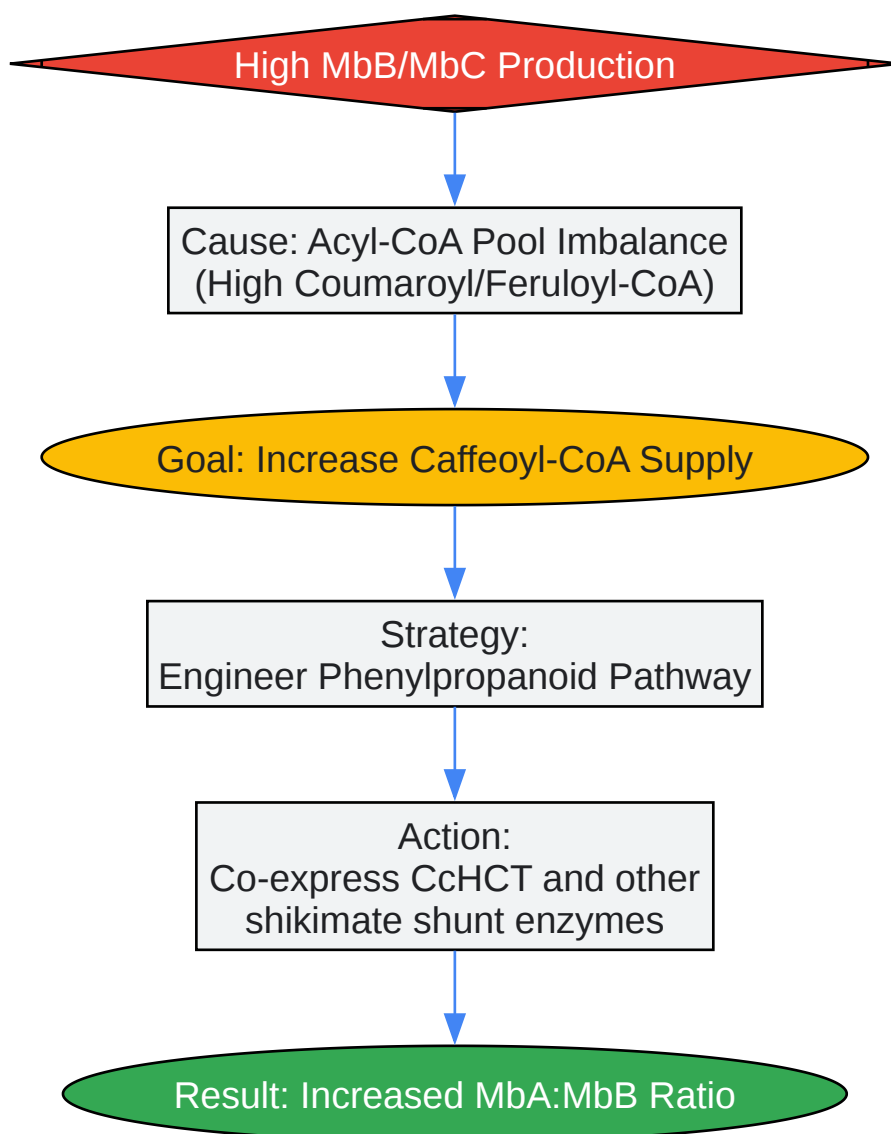 High MbB/MbC Production
Cause: Acyl-CoA Pool Imbalance
(High Coumaroyl/Feruloyl-CoA)
Goal: Increase Caffeoyl-CoA Supply
Strategy:
Engineer Phenylpropanoid Pathway
Action:
Co-express CcHCT and other
shikimate shunt enzymes
Result: Increased MbA:MbB Ratio